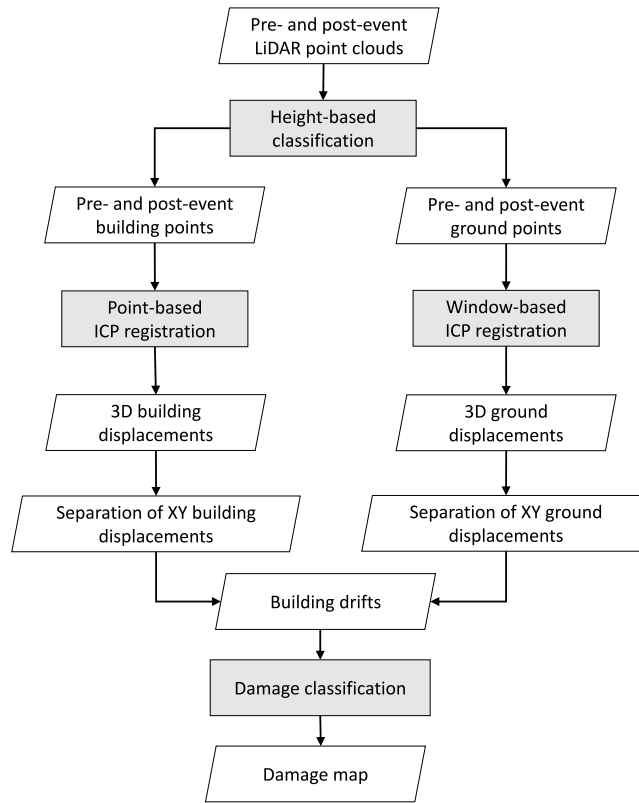 Pre- and post-event
LiDAR point clouds
Height-based
classification
Pre- and post-event
building points
Pre- and post-event
ground points
Point-based
ICP registration
Window-based
ICP registration
3D building
displacements
3D ground
displacements
Separation of XY building
displacements
Separation of XY ground
displacements
Building drifts
Damage classification
Damage map